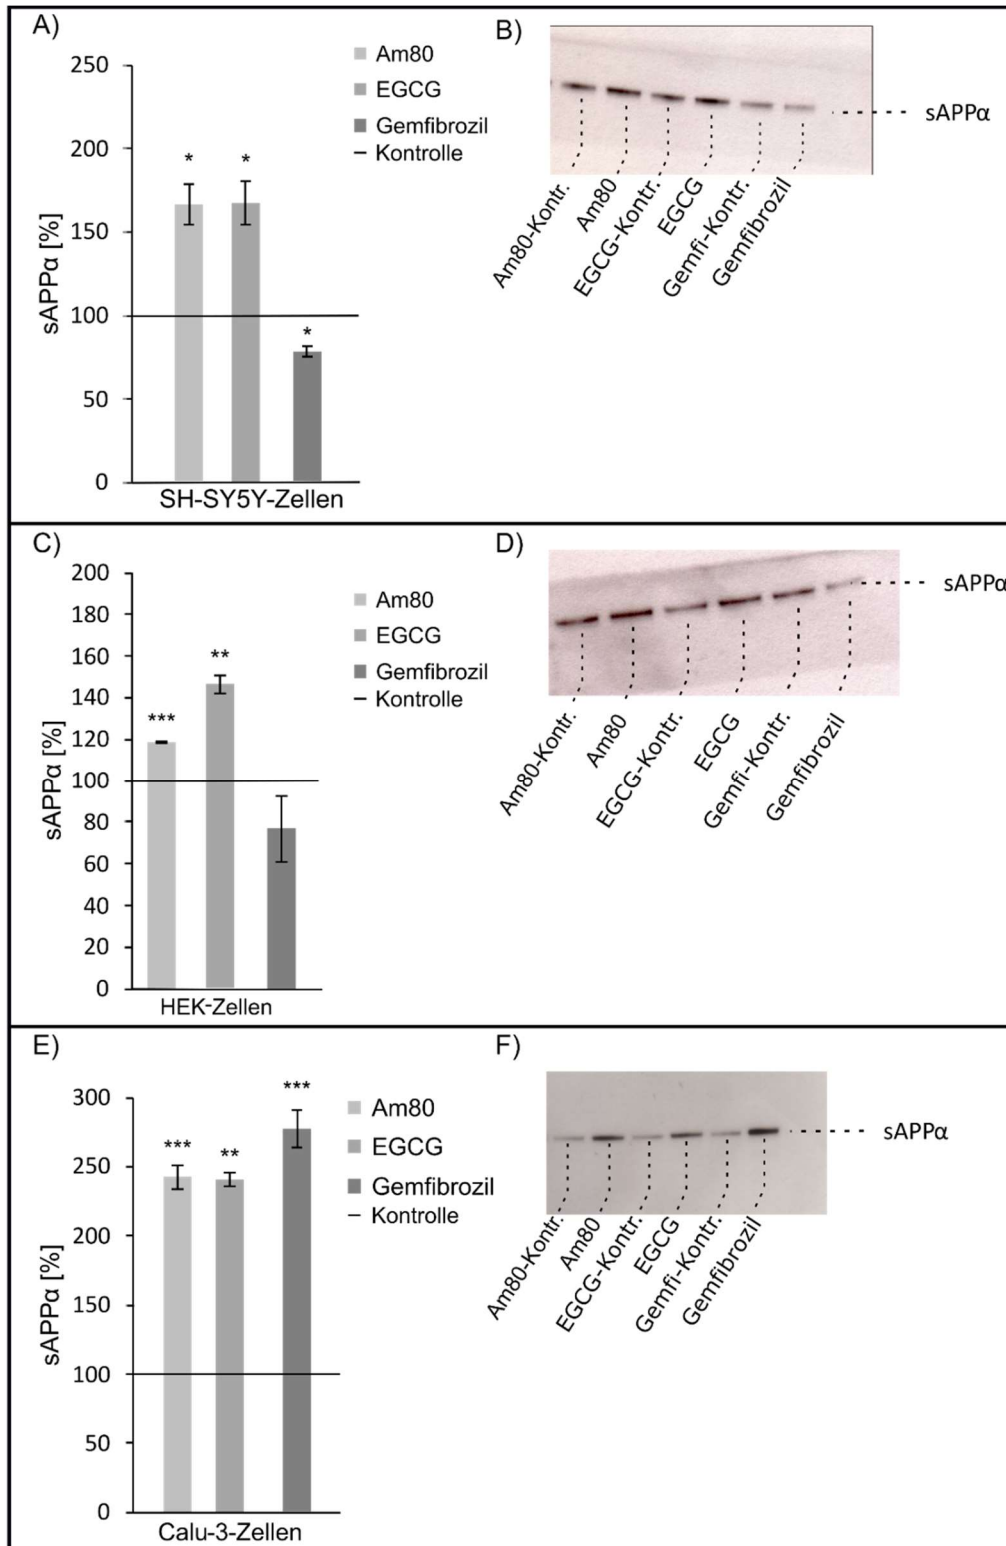 A)
sAPPα [%]
250
200
150
100
50
0
* * *
Am80
EGCG
Gemfibrozil
Kontrolle
SH-SY5Y-Zellen
B)
sAPPα
Am80-Kontr.
Am80
EGCG-Kontr.
EGCG
Gemfi-Kontr.
Gemfibrozil
C)
sAPPα [%]
200
180
160
140
120
100
80
60
40
20
0
*** **
Am80
EGCG
Gemfibrozil
Kontrolle
HEK-Zellen
D)
sAPPα
Am80-Kontr.
Am80
EGCG-Kontr.
EGCG
Gemfi-Kontr.
Gemfibrozil
E)
sAPPα [%]
300
250
200
150
100
50
0
*** ** ***
Am80
EGCG
Gemfibrozil
Kontrolle
Calu-3-Zellen
F)
sAPPα
Am80-Kontr.
Am80
EGCG-Kontr.
EGCG
Gemfi-Kontr.
Gemfibrozil